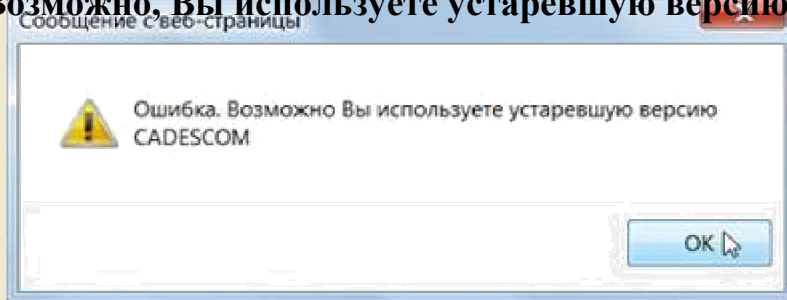 Возможно, Вы используете устаревшую версию
Сообщение с веб-страницы
Ошибка. Возможно Вы используете устаревшую версию
CADESCOM
OK